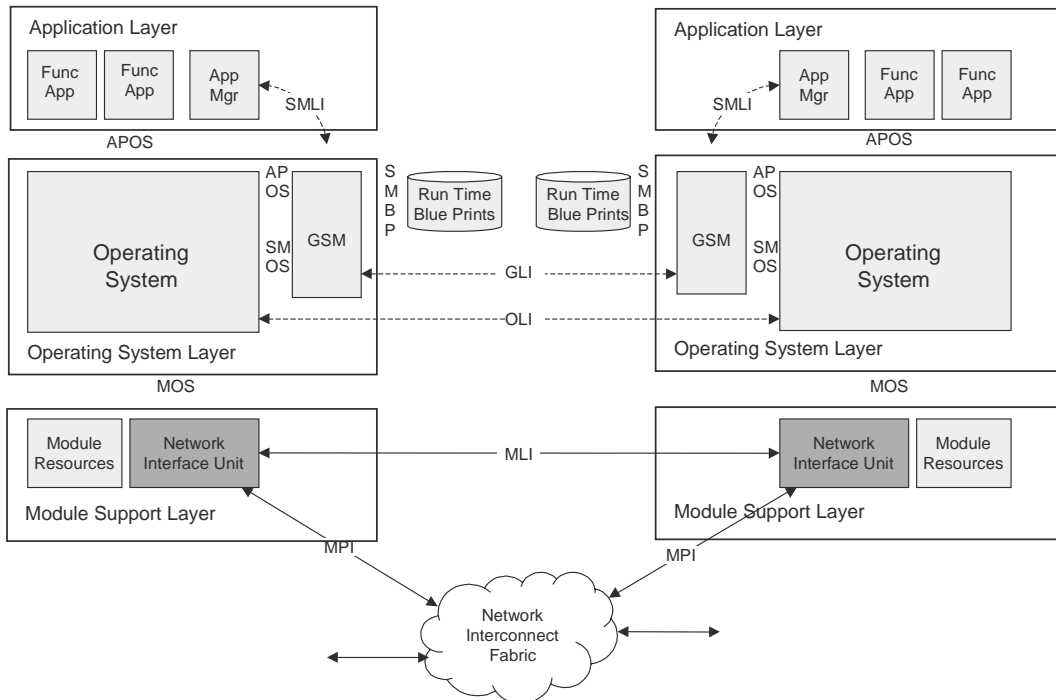 Application Layer
Func
App
Func
App
App
Mgr
SMLI
APOS
Application Layer
App
Mgr
Func
App
Func
App
SMLI
APOS
Operating
System
AP
OS
SM
OS
GSM
S
M
B
P
Run Time
Blue Prints
Operating System Layer
MOS
Run Time
Blue Prints
S
M
B
P
GSM
AP
OS
SM
OS
Operating
System
Operating System Layer
MOS
GLI
OLI
Module
Resources
Network
Interface Unit
Module Support Layer
MLI
Network
Interface Unit
Module
Resources
Module Support Layer
MPI
MPI
Network
Interconnect
Fabric